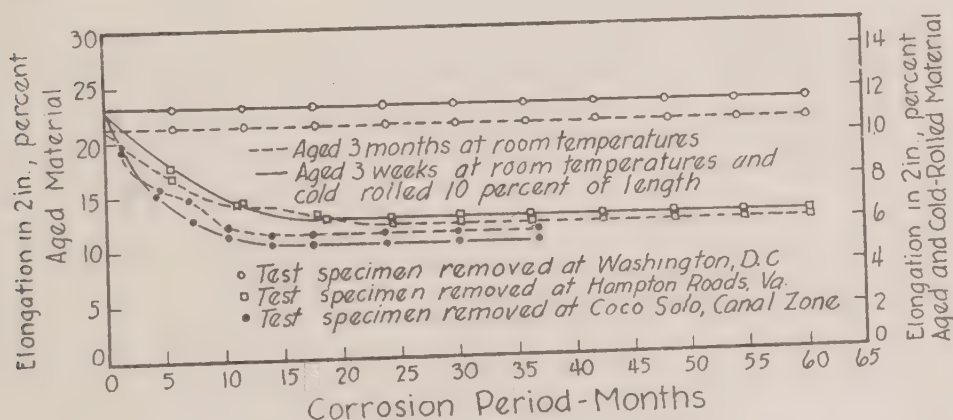 Elongation in 2in., percent
Aged Material
30
25
20
15
10
5
0
14
12
10
8
6
4
2
0
Elongation in 2in., percent
Aged and Cold-Rolled Material
Aged 3 months at room temperatures
Aged 3 weeks at room temperatures and
cold rolled 10 percent of length
Test specimen removed at Washington, D.C
Test specimen removed at Hampton Roads, Va.
Test specimen removed at Coco Solo, Canal Zone
0 5 10 15 20 25 30 35 40 45 50 55 60 65
Corrosion Period-Months